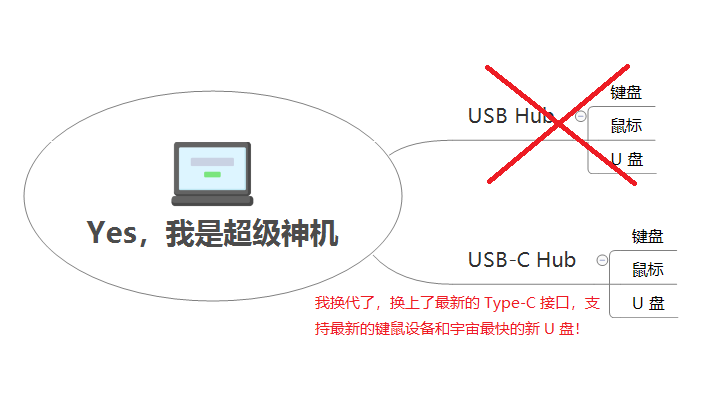 键盘
USB Hub
鼠标
U 盘
Yes，我是超级神机
键盘
USB-C Hub
鼠标
U 盘
我换代了，换上了最新的 Type-C 接口，支
持最新的键鼠设备和宇宙最快的新 U 盘！